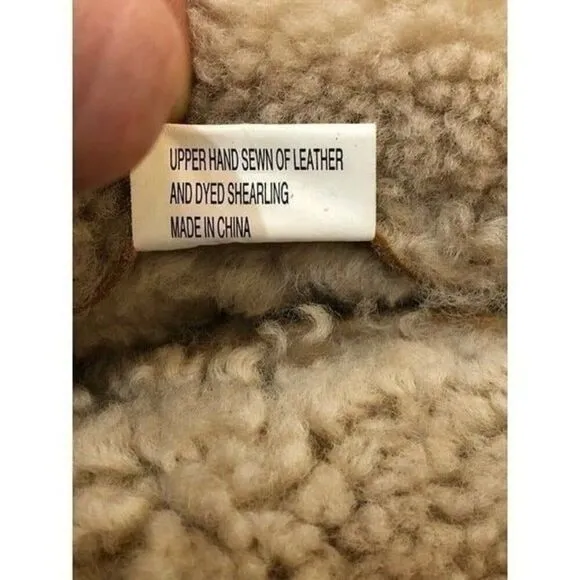 UPPER HAND SEWN OF LEATHER
AND DYED SHEARLING
MADE IN CHINA